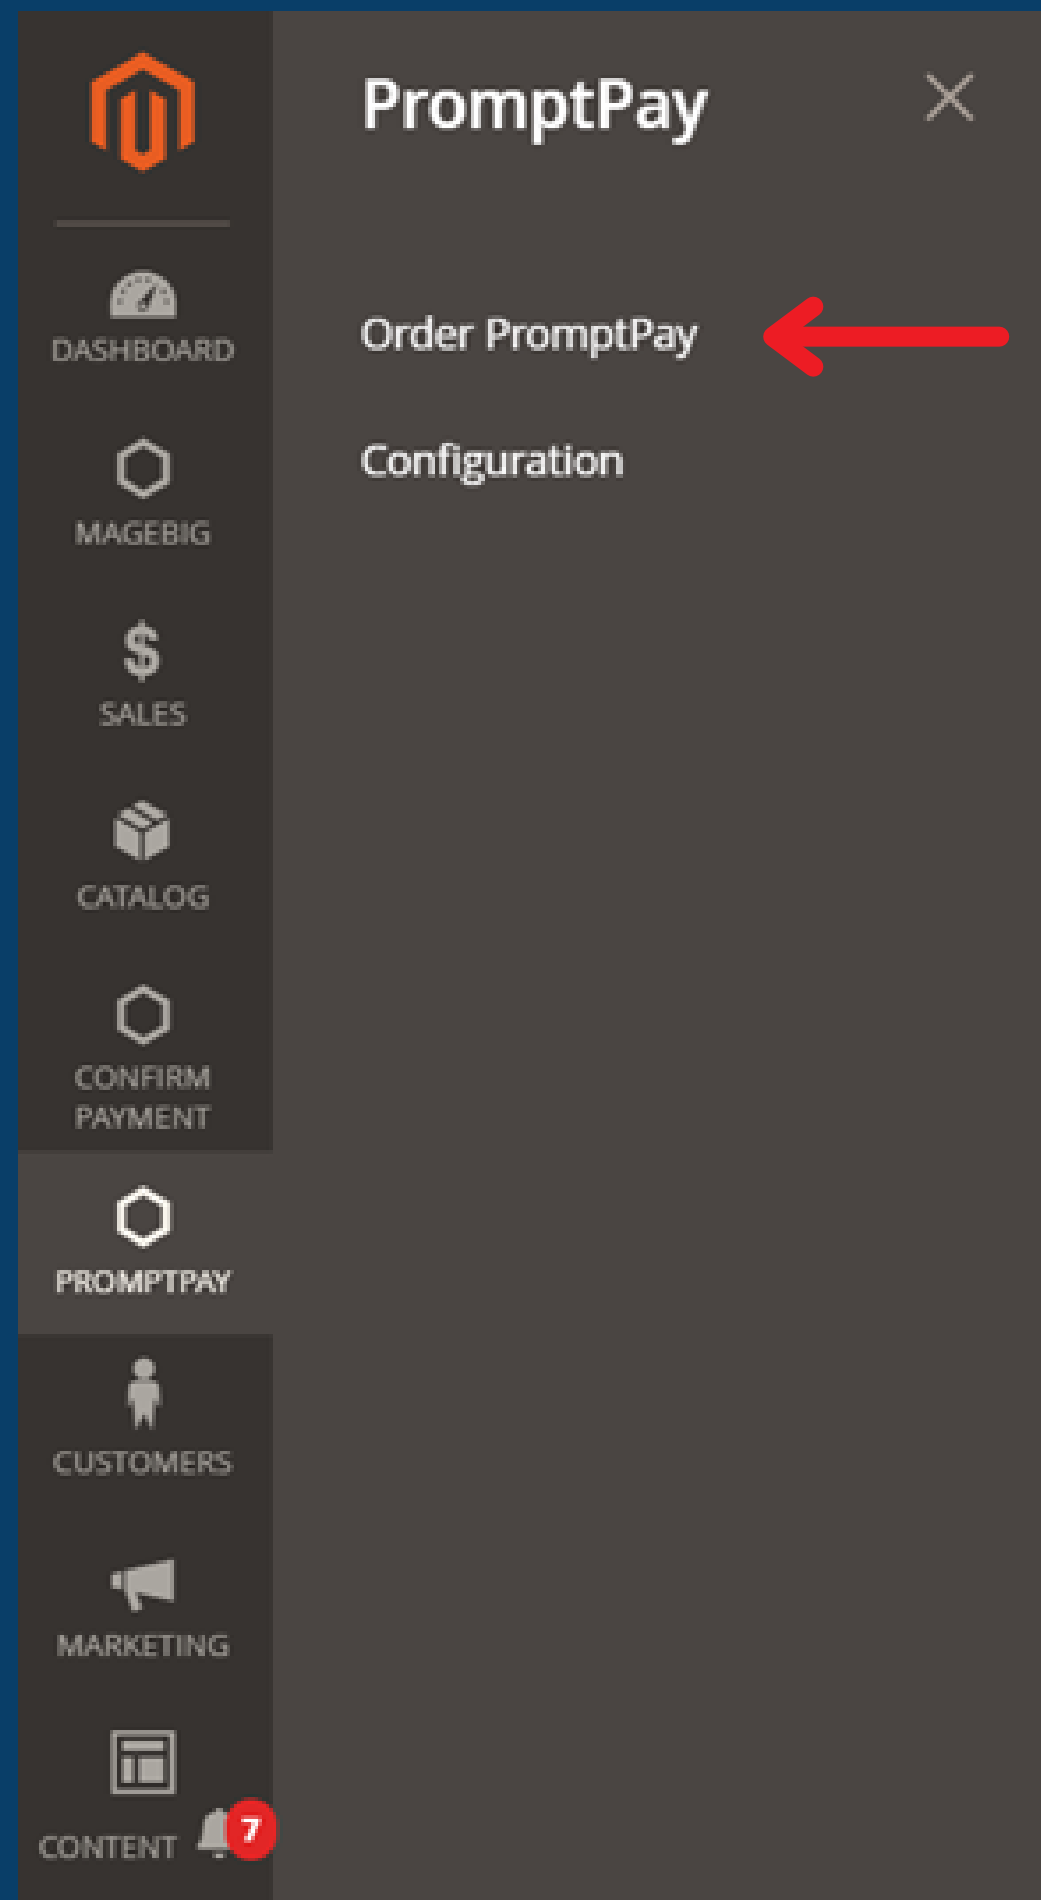 PromptPay
DASHBOARD
Order PromptPay
Configuration
MAGEBIG
$
SALES
CATALOG
CONFIRM
PAYMENT
PROMPTPAY
CUSTOMERS
MARKETING
CONTENT
7